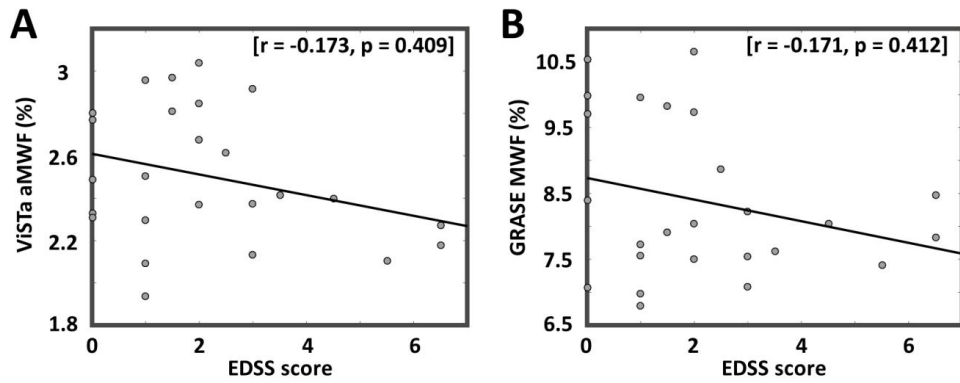 A
[r = -0.173, p = 0.409]
ViSTa aMWF (%)
3
2.6
2.2
1.8
0 2 4 6
EDSS score
B
[r = -0.171, p = 0.412]
GRASE MWF (%)
10.5
9.5
8.5
7.5
6.5
0 2 4 6
EDSS score